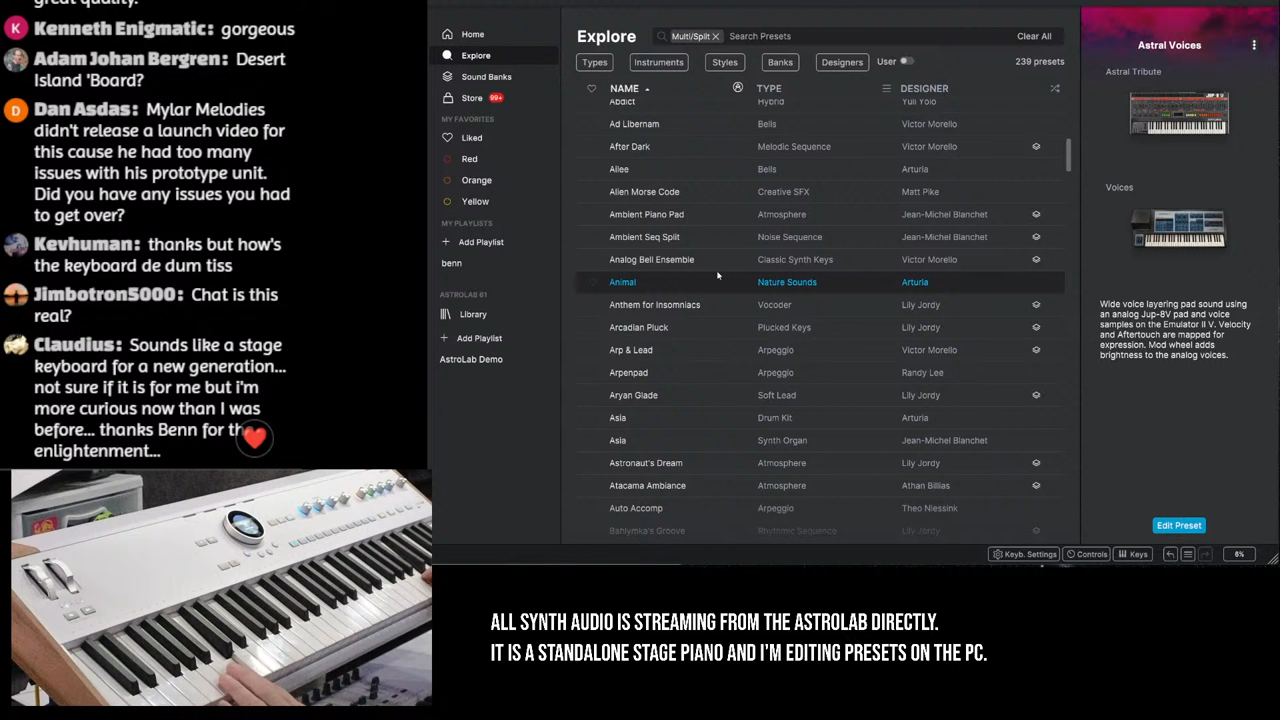 great quality.
K Kenneth Enigmatic: gorgeous
Adam Johan Bergren: Desert
Island 'Board?
D Dan Asdas: Mylar Melodies
didn't release a launch video for
this cause he had too many
issues with his prototype unit.
Did you have any issues you had
to get over?
Kevhuman: thanks but how's
the keyboard de dum tiss
Jimbotron5000: Chat is this
real?
Claudius: Sounds like a stage
keyboard for a new generation...
not sure if it is for me but i'm
more curious now than I was
before... thanks Benn for the
enlightenment...
Home
Explore
Sound Banks
Store 99+
MY FAVORITES
Liked
Red
Orange
Yellow
MY PLAYLISTS
Add Playlist
benn
ASTROLAB 61
Library
Add Playlist
AstroLab Demo
Explore Multi/Split Search Presets Clear All
Types Instruments Styles Banks Designers User 239 presets
NAME TYPE DESIGNER
Addict Hybrid Yuli Yolo
Ad Libernam Bells Victor Morello
After Dark Melodic Sequence Victor Morello
Ailee Bells Arturia
Alien Morse Code Creative SFX Matt Pike
Ambient Piano Pad Atmosphere Jean-Michel Blanchet
Ambient Seq Split Noise Sequence Jean-Michel Blanchet
Analog Bell Ensemble Classic Synth Keys Victor Morello
Animal Nature Sounds Arturia
Anthem for Insomniacs Vocoder Lily Jordy
Arcadian Pluck Plucked Keys Lily Jordy
Arp & Lead Arpeggio Victor Morello
Arpenpad Arpeggio Randy Lee
Aryan Glade Soft Lead Lily Jordy
Asia Drum Kit Arturia
Asia Synth Organ Jean-Michel Blanchet
Astronaut's Dream Atmosphere Lily Jordy
Atacama Ambiance Atmosphere Athan Billias
Auto Accomp Arpeggio Theo Niessink
Bahlymka's Groove Rhythmic Sequence Lily Jordy
Astral Voices
Astral Tribute
Voices
Wide voice layering pad sound using
an analog Jup-8V pad and voice
samples on the Emulator II V. Velocity
and Aftertouch are mapped for
expression. Mod wheel adds
brightness to the analog voices.
Edit Preset
Keyb. Settings Controls Keys 6%
ALL SYNTH AUDIO IS STREAMING FROM THE ASTROLAB DIRECTLY.
IT IS A STANDALONE STAGE PIANO AND I'M EDITING PRESETS ON THE PC.